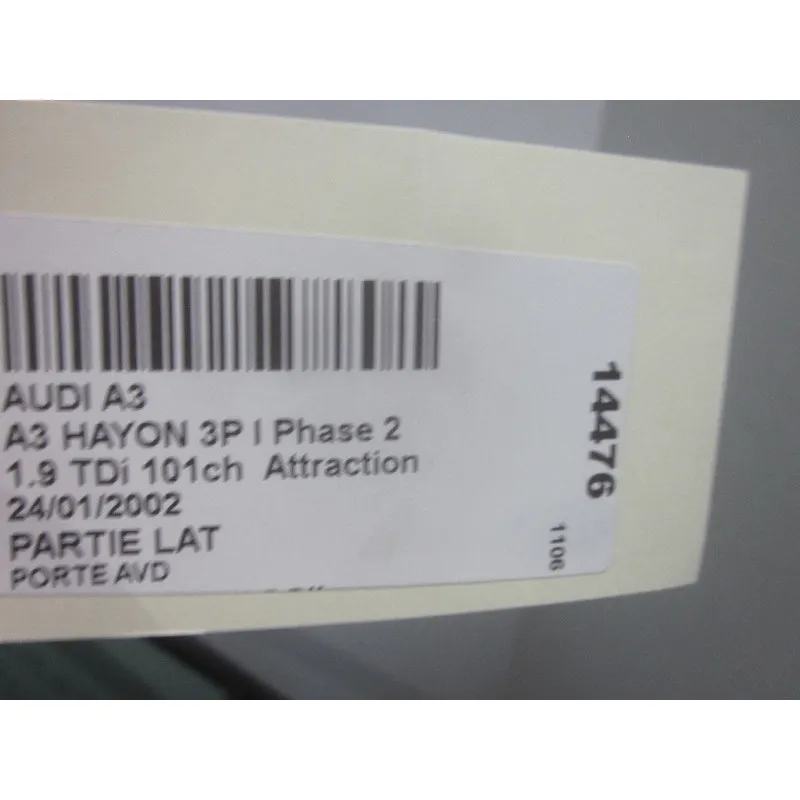 AUDI A3
A3 HAYON 3P I Phase 2
1.9 TDi 101ch Attraction
24/01/2002
PARTIE LAT
PORTE AVD
14476
1106